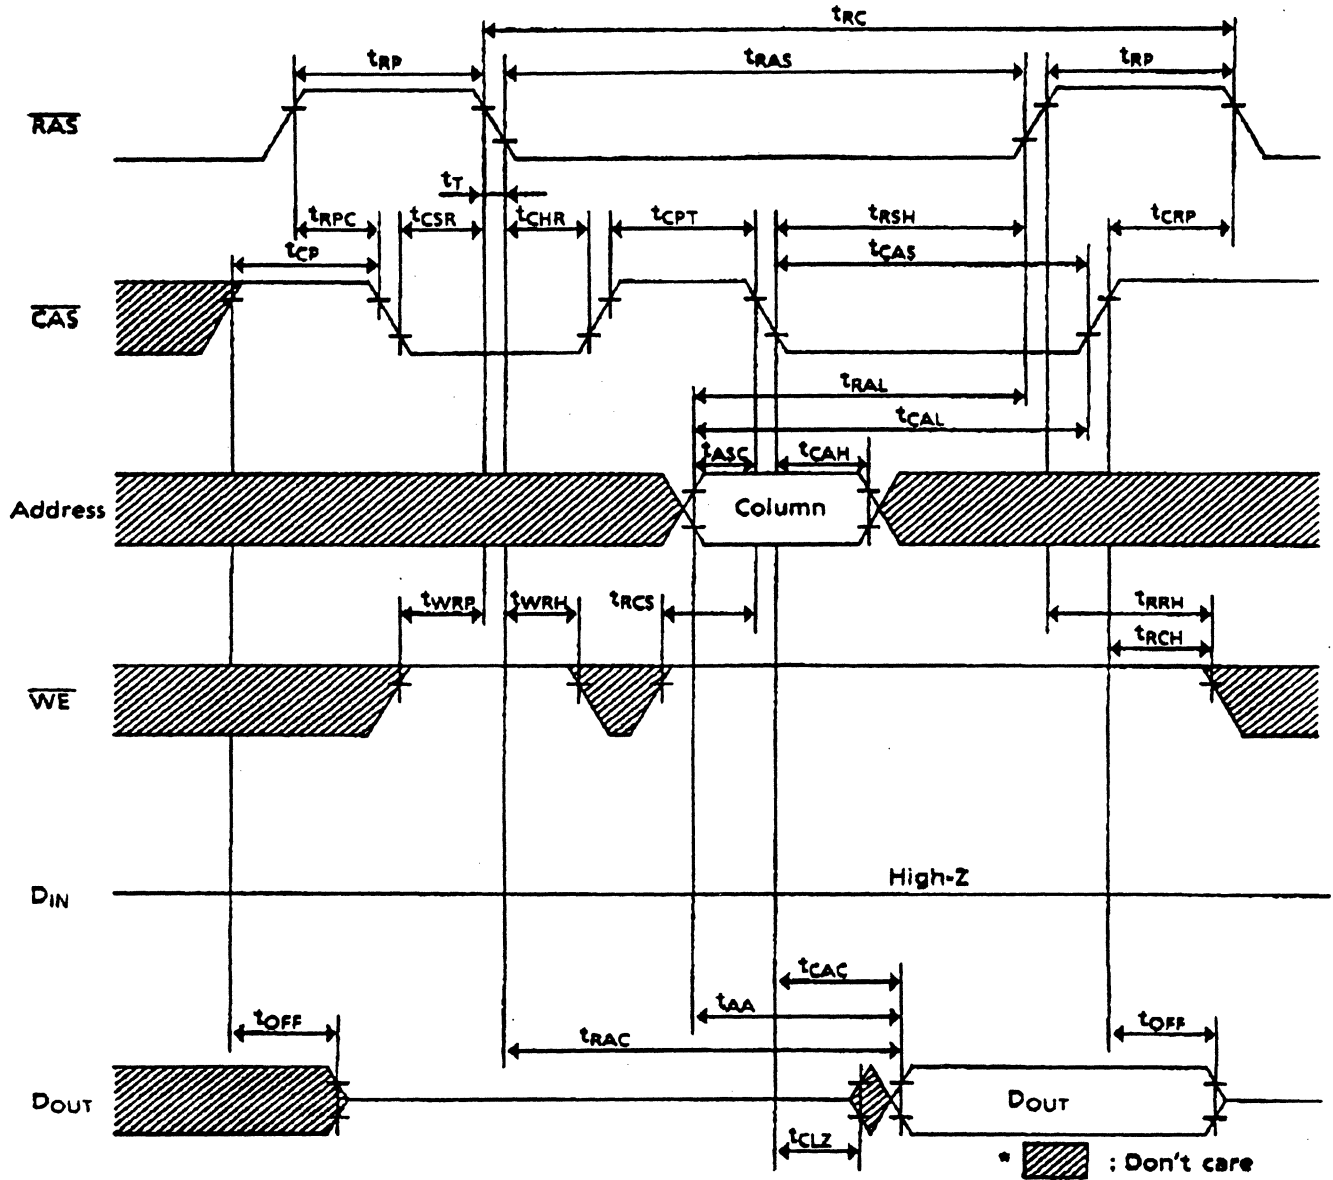 tRC
tRP
tRAS
tRP
RAS
tT
tRPC
tCSR
tCHR
tCPT
tRSH
tCRP
tCP
tCAS
CAS
tRAL
tCAL
tASC
tCAH
Address
Column
tWRP
tWRH
tRCS
tRRH
tRCH
WE
DIN
High-Z
tCAC
tAA
tOFF
tRAC
tOFF
DOUT
DOUT
tCLZ
* : Don't care